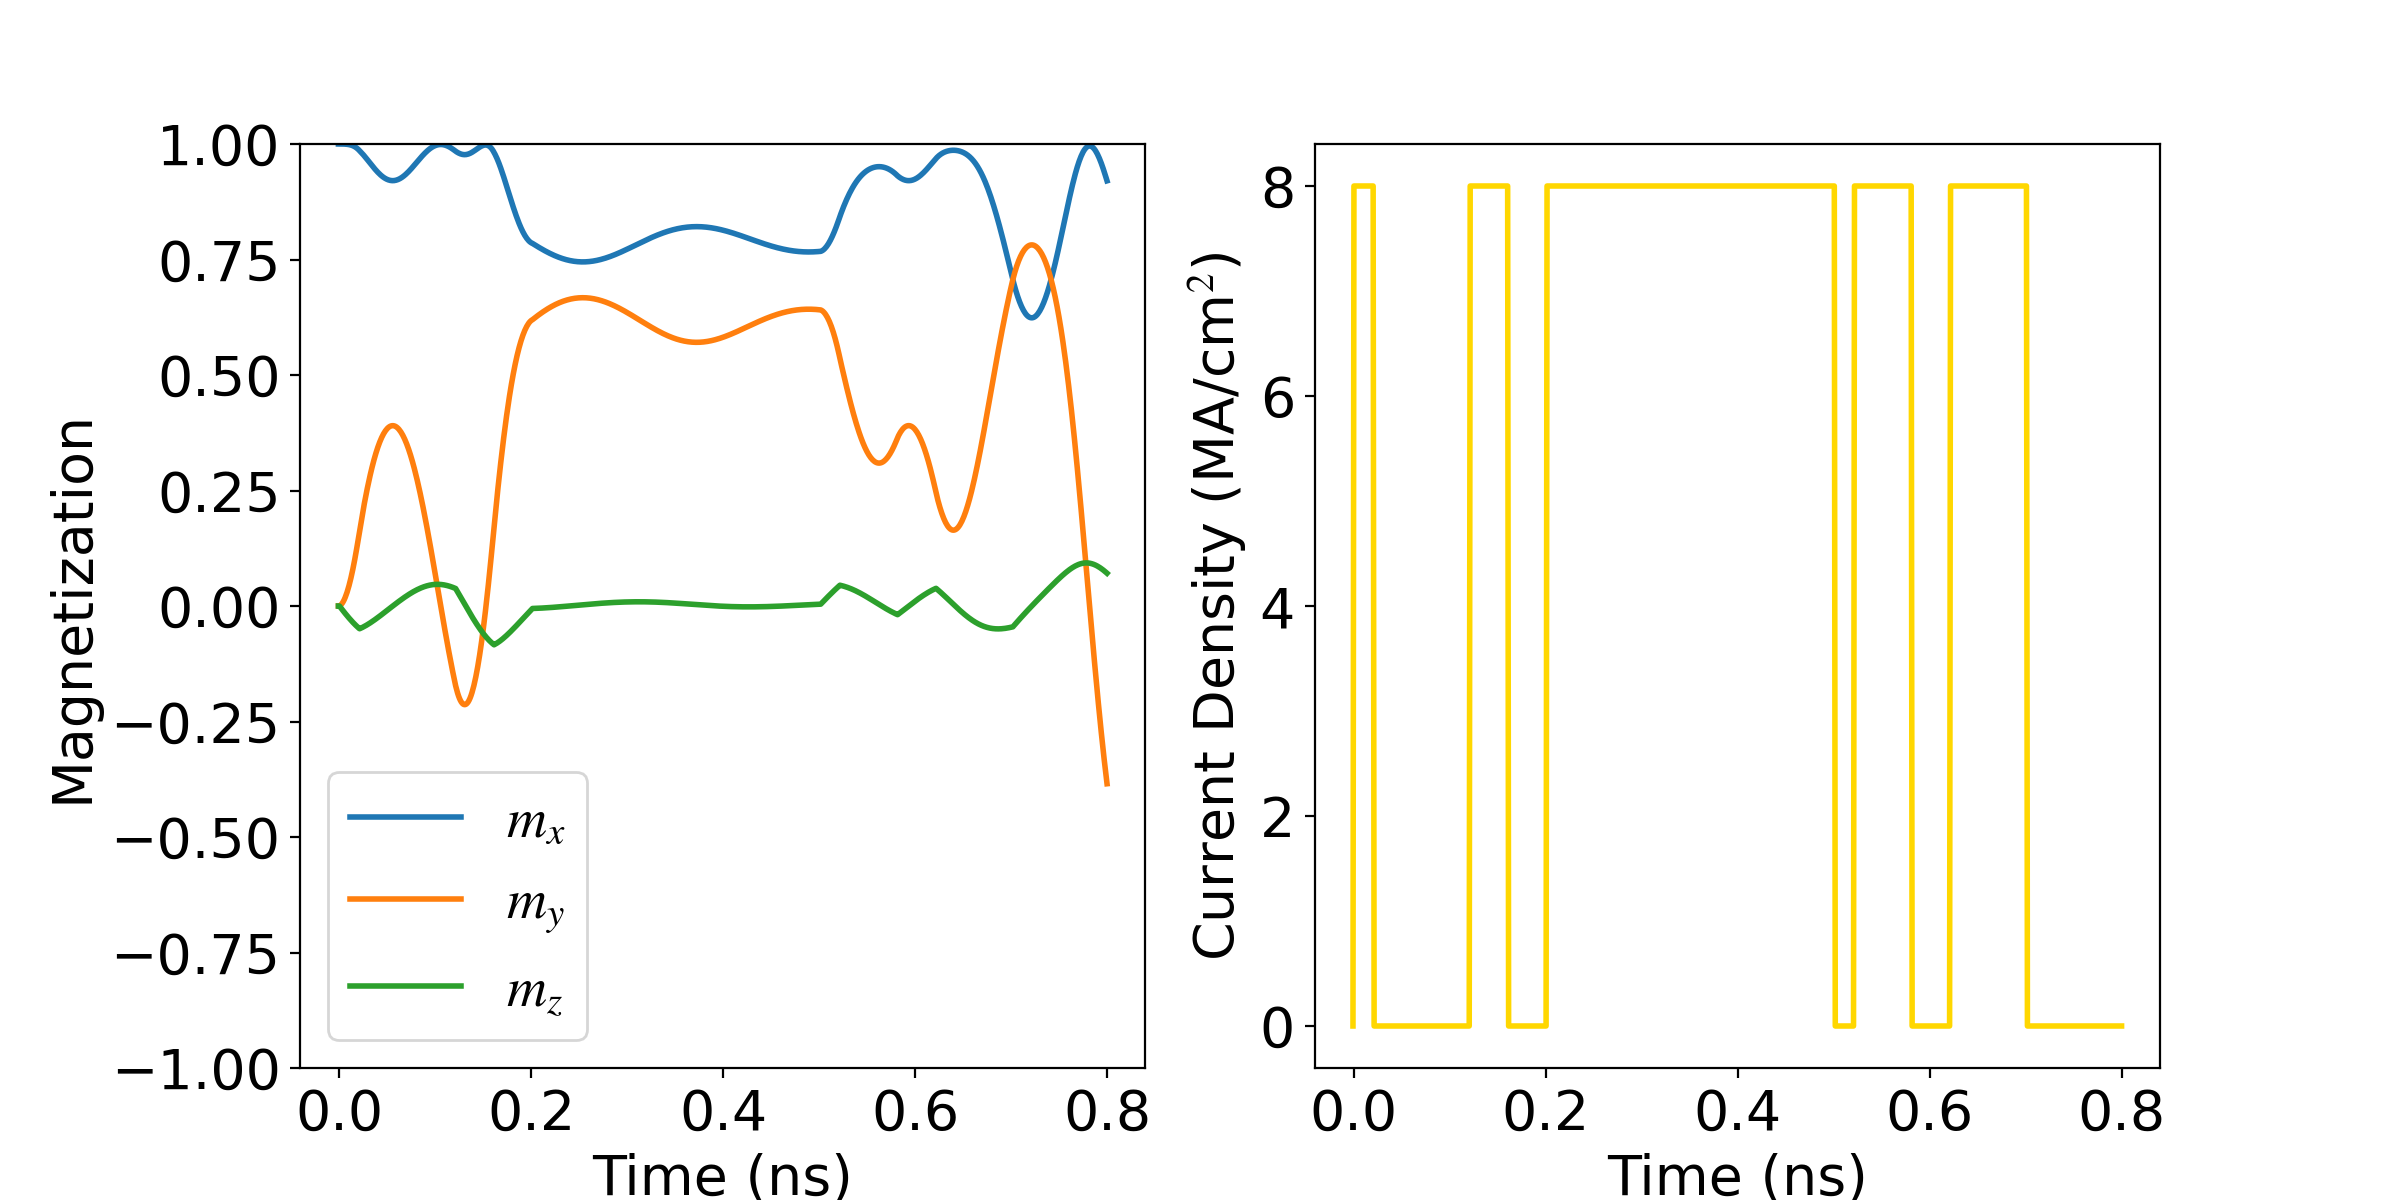 Magnetization
1.00
0.75
0.50
0.25
0.00
−0.25
−0.50
−0.75
−1.00
m_x
m_y
m_z
0.0 0.2 0.4 0.6 0.8
Time (ns)
Current Density (MA/cm²)
8
6
4
2
0
0.0 0.2 0.4 0.6 0.8
Time (ns)